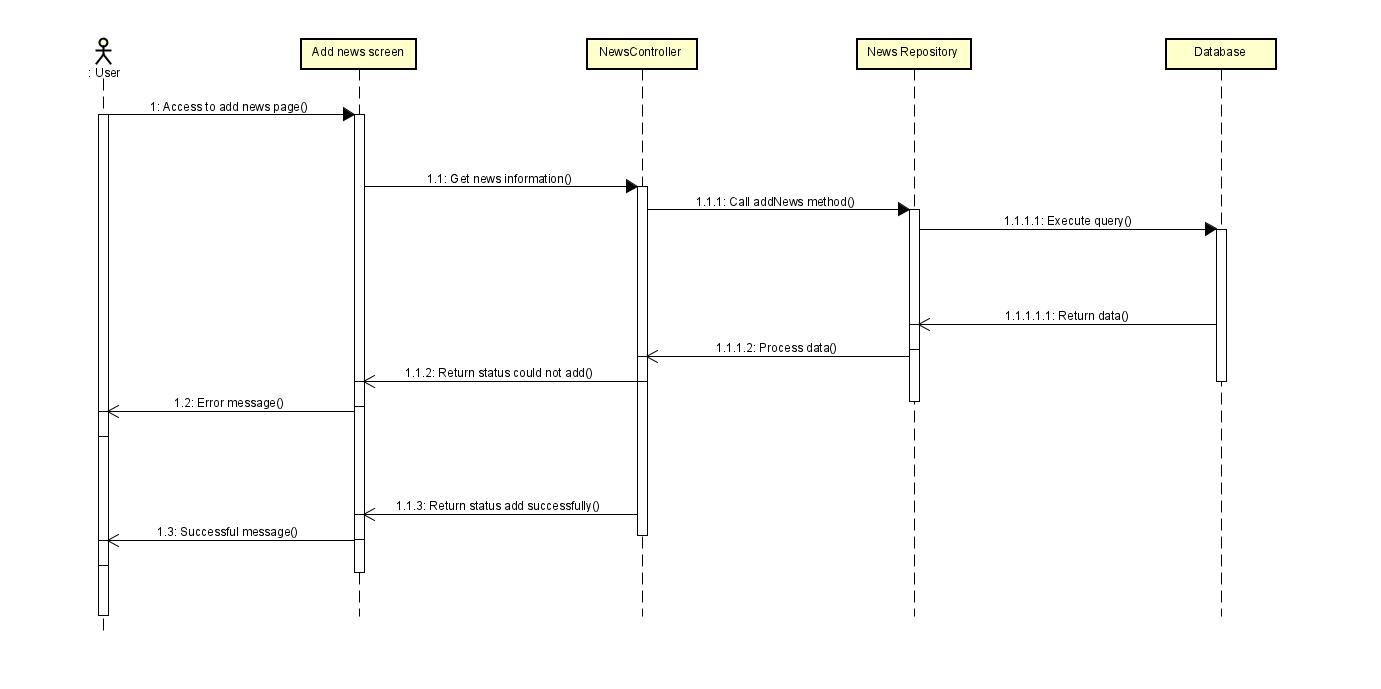 : User
Add news screen
NewsController
News Repository
Database
1: Access to add news page()
1.1: Get news information()
1.1.1: Call addNews method()
1.1.1.1: Execute query()
1.1.1.1.1: Return data()
1.1.1.2: Process data()
1.1.2: Return status could not add()
1.2: Error message()
1.1.3: Return status add successfully()
1.3: Successful message()